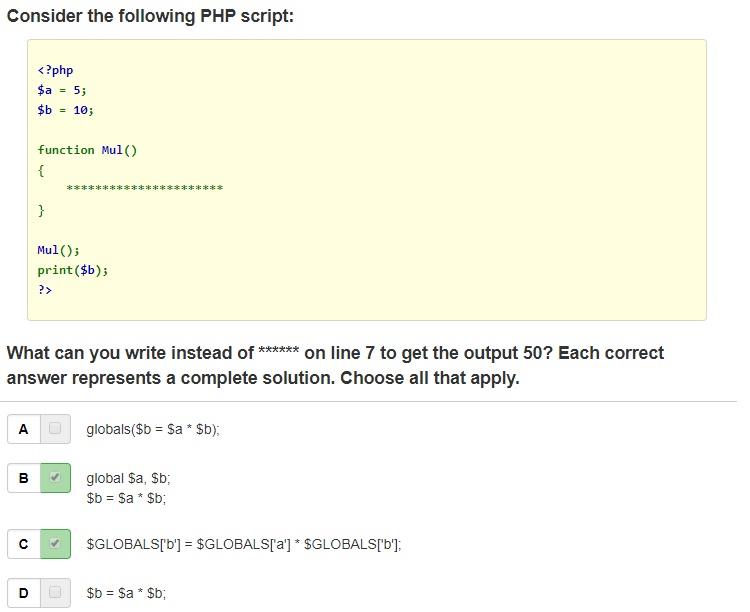 Consider the following PHP script:
<?php
$a = 5;
$b = 10;
function Mul()
{
**********************
}
Mul();
print($b);
?>
What can you write instead of ****** on line 7 to get the output 50? Each correct
answer represents a complete solution. Choose all that apply.
A globals($b = $a * $b);
B global $a, $b;
$b = $a * $b;
C $GLOBALS['b'] = $GLOBALS['a'] * $GLOBALS['b'];
D $b = $a * $b;